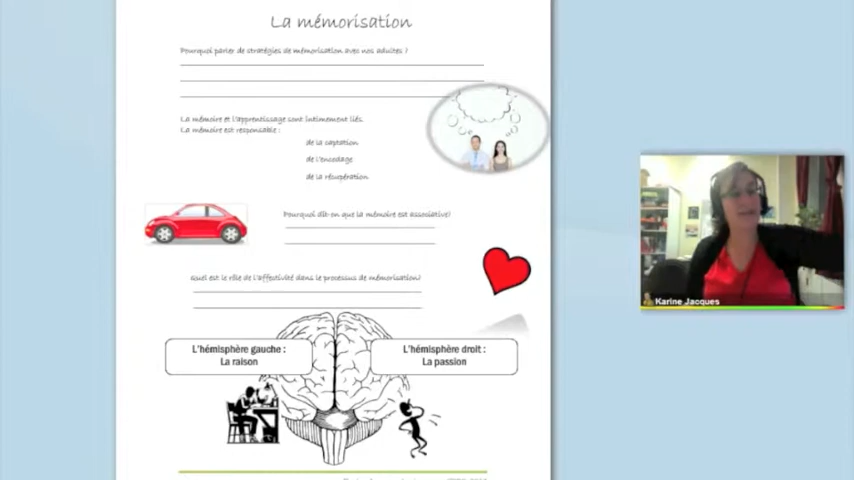 La mémorisation
Pourquoi parler de stratégies de mémorisation avec nos adultes ?
La mémoire et l'apprentissage sont intimement liés.
La mémoire est responsable :
de la captation
de l'encodage
de la récupération
Pourquoi dit-on que la mémoire est associative?
Quel est le rôle de l'affectivité dans le processus de mémorisation?
L'hémisphère gauche :
La raison
L'hémisphère droit :
La passion
Karine Jacques